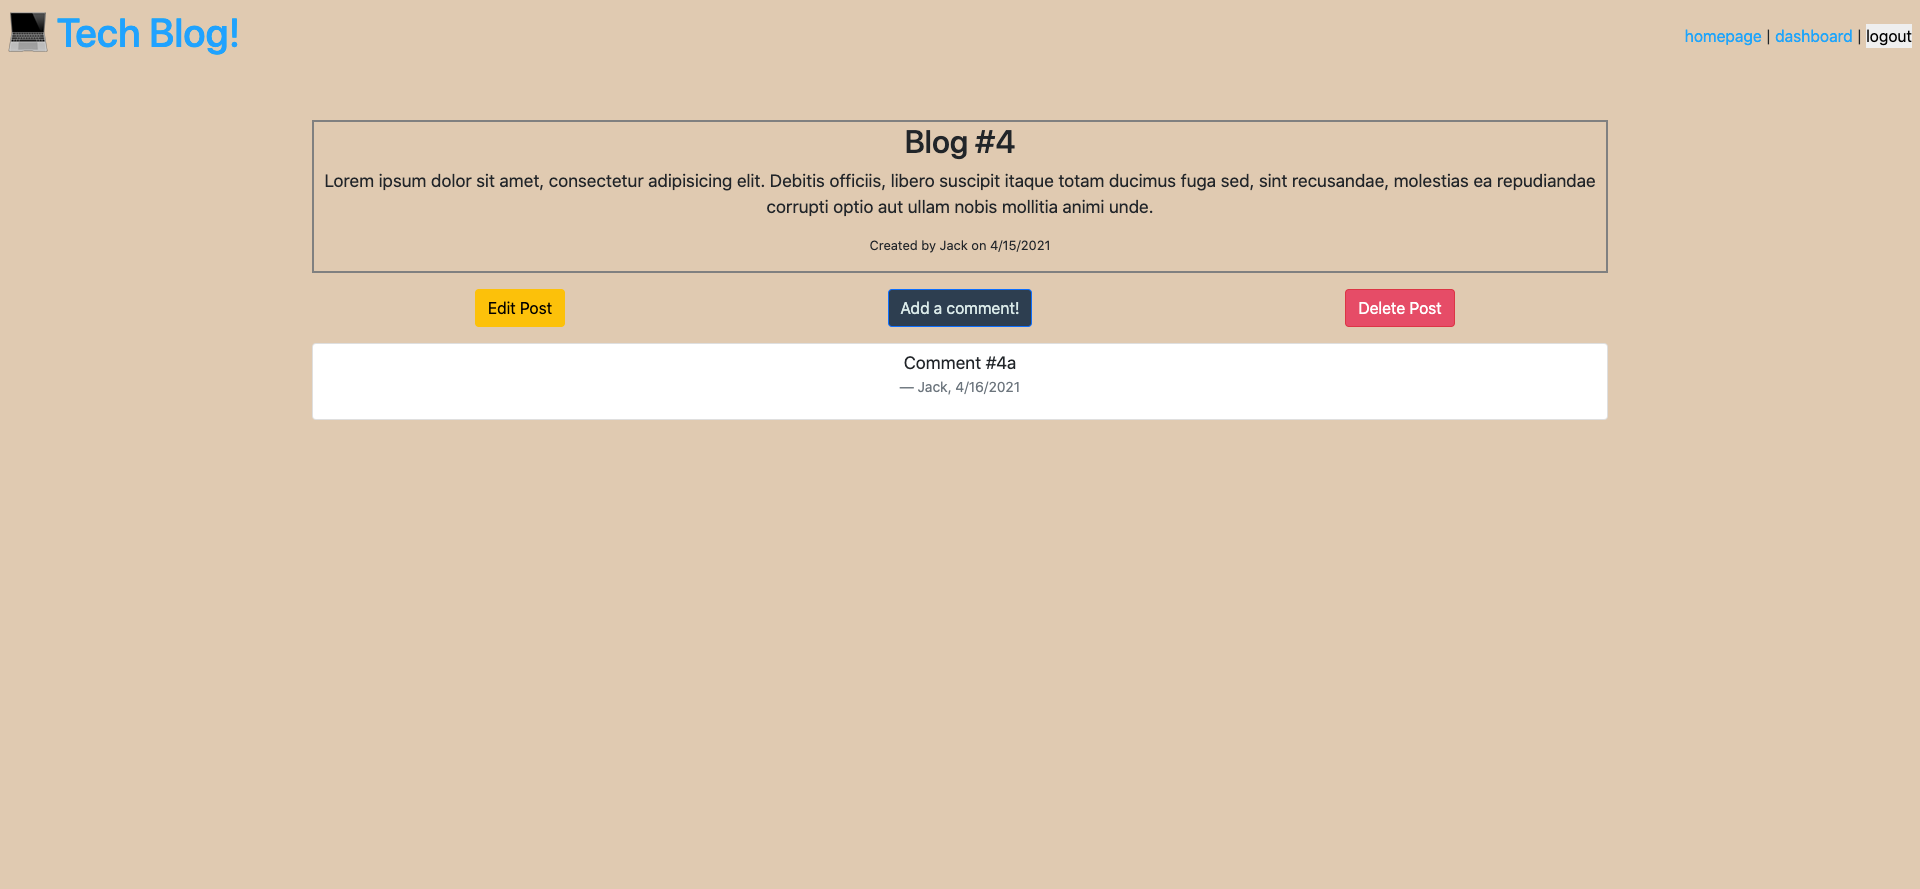 Tech Blog!
homepage | dashboard | logout
Blog #4
Lorem ipsum dolor sit amet, consectetur adipisicing elit. Debitis officiis, libero suscipit itaque totam ducimus fuga sed, sint recusandae, molestias ea repudiandae
corrupti optio aut ullam nobis mollitia animi unde.
Created by Jack on 4/15/2021
Edit Post
Add a comment!
Delete Post
Comment #4a
— Jack, 4/16/2021